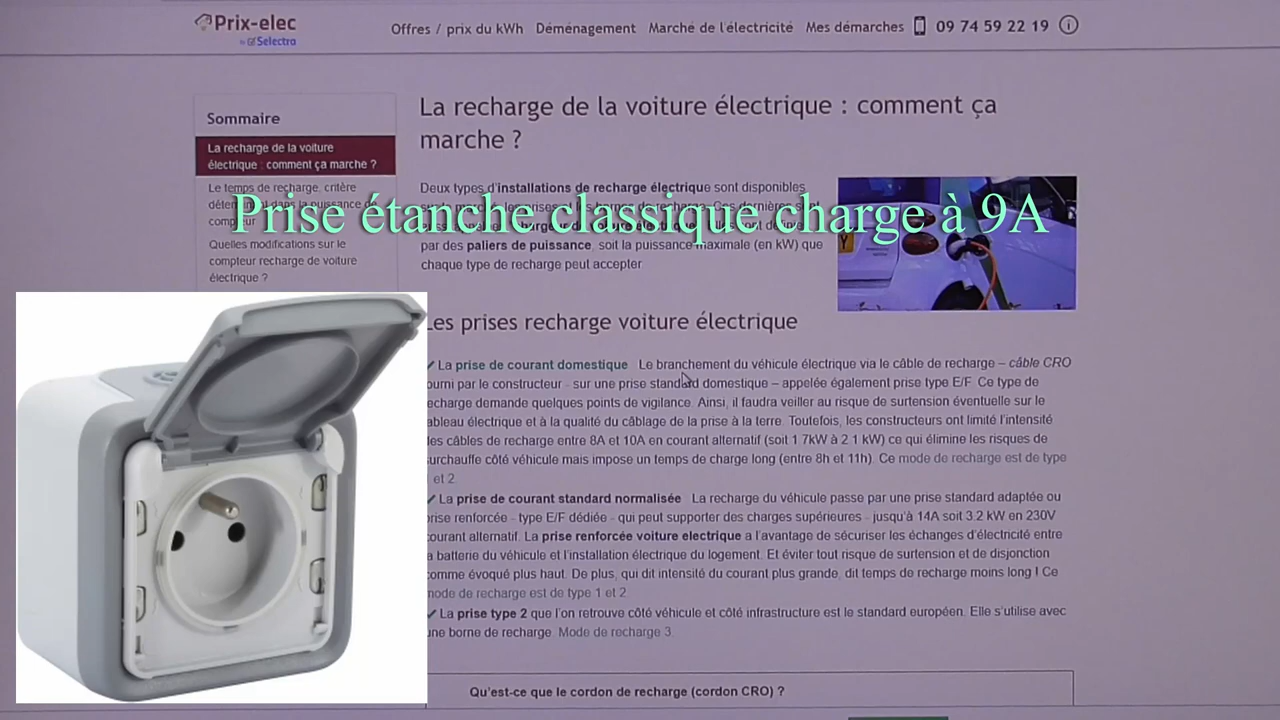 Prix-elec
by Selectra
Offres / prix du kWh Déménagement Marché de l'électricité Mes démarches 09 74 59 22 19
Sommaire
La recharge de la voiture
électrique : comment ça marche ?
Le temps de recharge, critère
dans la puissance de
Quelles modifications sur le
compteur recharge de voiture
électrique ?
La recharge de la voiture électrique : comment ça
marche ?
Deux types d'installations de recharge électrique sont disponibles
Prise étanche classique charge à 9A
par des paliers de puissance, soit la puissance maximale (en kW) que
chaque type de recharge peut accepter
Les prises recharge voiture électrique
✓ La prise de courant domestique Le branchement du véhicule électrique via le câble de recharge – câble CRO
ourni par le constructeur - sur une prise standard domestique – appelée également prise type E/F. Ce type de
echarge demande quelques points de vigilance. Ainsi, il faudra veiller au risque de surtension éventuelle sur le
ableau électrique et à la qualité du câblage de la prise à la terre. Toutefois, les constructeurs ont limité l'intensité
les câbles de recharge entre 8A et 10A en courant alternatif (soit 1.7kW à 2.1 kW) ce qui élimine les risques de
urchauffe côté véhicule mais impose un temps de charge long (entre 8h et 11h). Ce mode de recharge est de type
et 2.
✓ La prise de courant standard normalisée La recharge du véhicule passe par une prise standard adaptée ou
rise renforcée - type E/F dédiée - qui peut supporter des charges supérieures - jusqu'à 14A soit 3.2 kW en 230V
ourant alternatif. La prise renforcée voiture electrique a l'avantage de sécuriser les échanges d'électricité entre
a batterie du véhicule et l'installation électrique du logement. Et éviter tout risque de surtension et de disjonction
omme évoqué plus haut. De plus, qui dit intensité du courant plus grande, dit temps de recharge moins long ! Ce
node de recharge est de type 1 et 2.
✓ La prise type 2 que l'on retrouve côté véhicule et côté infrastructure est le standard européen. Elle s'utilise avec
une borne de recharge. Mode de recharge 3.
Qu'est-ce que le cordon de recharge (cordon CRO) ?